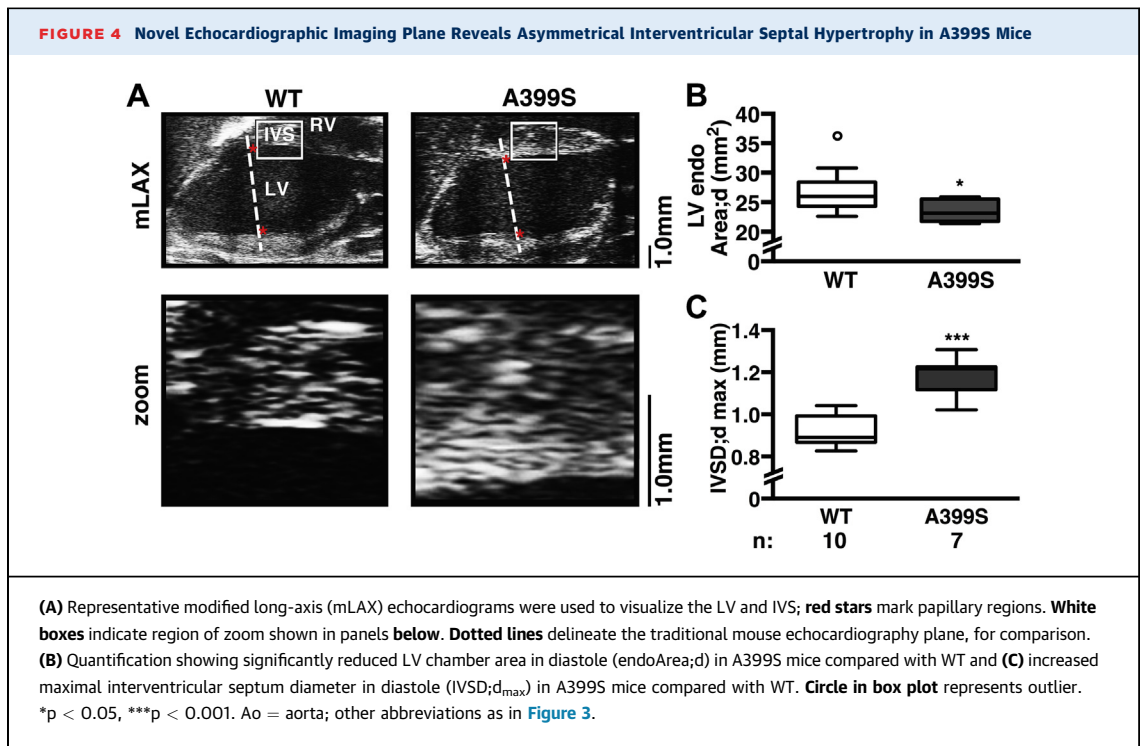 FIGURE 4 Novel Echocardiographic Imaging Plane Reveals Asymmetrical Interventricular Septal Hypertrophy in A399S Mice
A
WT
A399S
mLAX
IVS
RV
LV
1.0mm
zoom
1.0mm
B
LV endo
Area;d (mm²)
40
35
30
25
20
0
*
WT
A399S
C
IVSD;d max (mm)
1.4
1.2
1.0
0.8
0
***
WT
A399S
n:
10
7
(A) Representative modified long-axis (mLAX) echocardiograms were used to visualize the LV and IVS; red stars mark papillary regions. White
boxes indicate region of zoom shown in panels below. Dotted lines delineate the traditional mouse echocardiography plane, for comparison.
(B) Quantification showing significantly reduced LV chamber area in diastole (endoArea;d) in A399S mice compared with WT and (C) increased
maximal interventricular septum diameter in diastole (IVSD;dmax) in A399S mice compared with WT. Circle in box plot represents outlier.
*p < 0.05, ***p < 0.001. Ao = aorta; other abbreviations as in Figure 3.